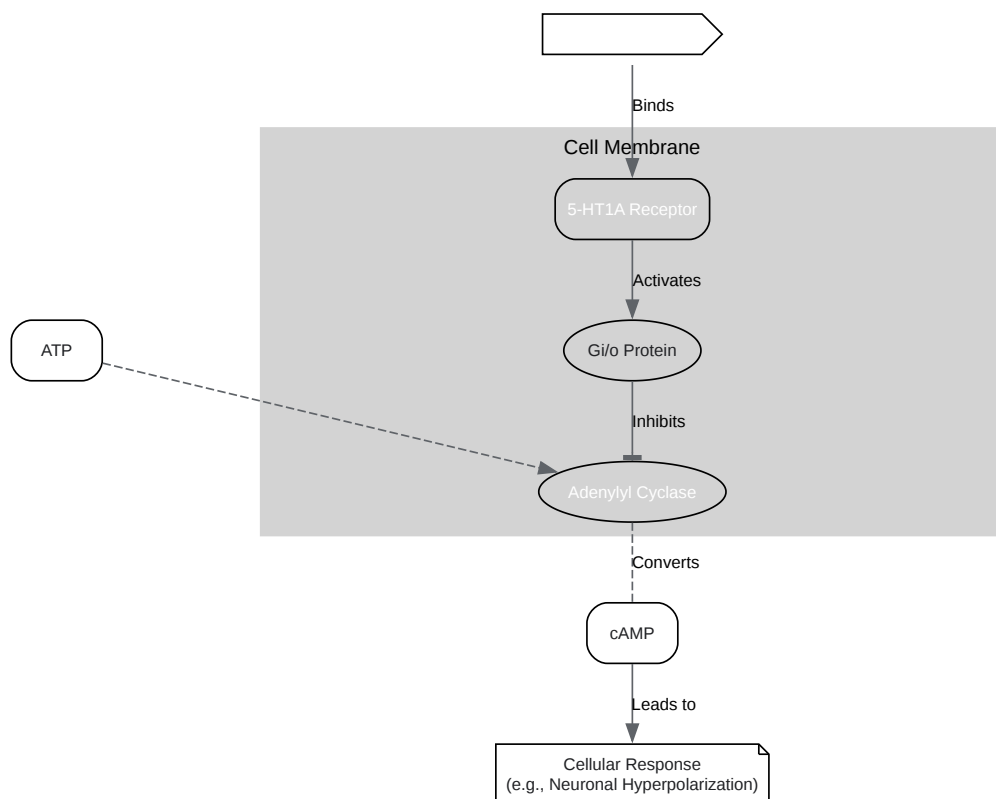 Binds
Cell Membrane
5-HT1A Receptor
Activates
Gi/o Protein
ATP
Inhibits
Adenylyl Cyclase
Converts
cAMP
Leads to
Cellular Response
(e.g., Neuronal Hyperpolarization)